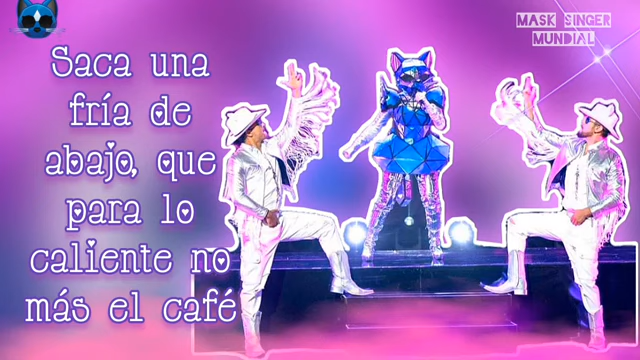 MASK SINGER
MUNDIAL
Saca una
fría de
abajo, que
para lo
caliente no
más el café